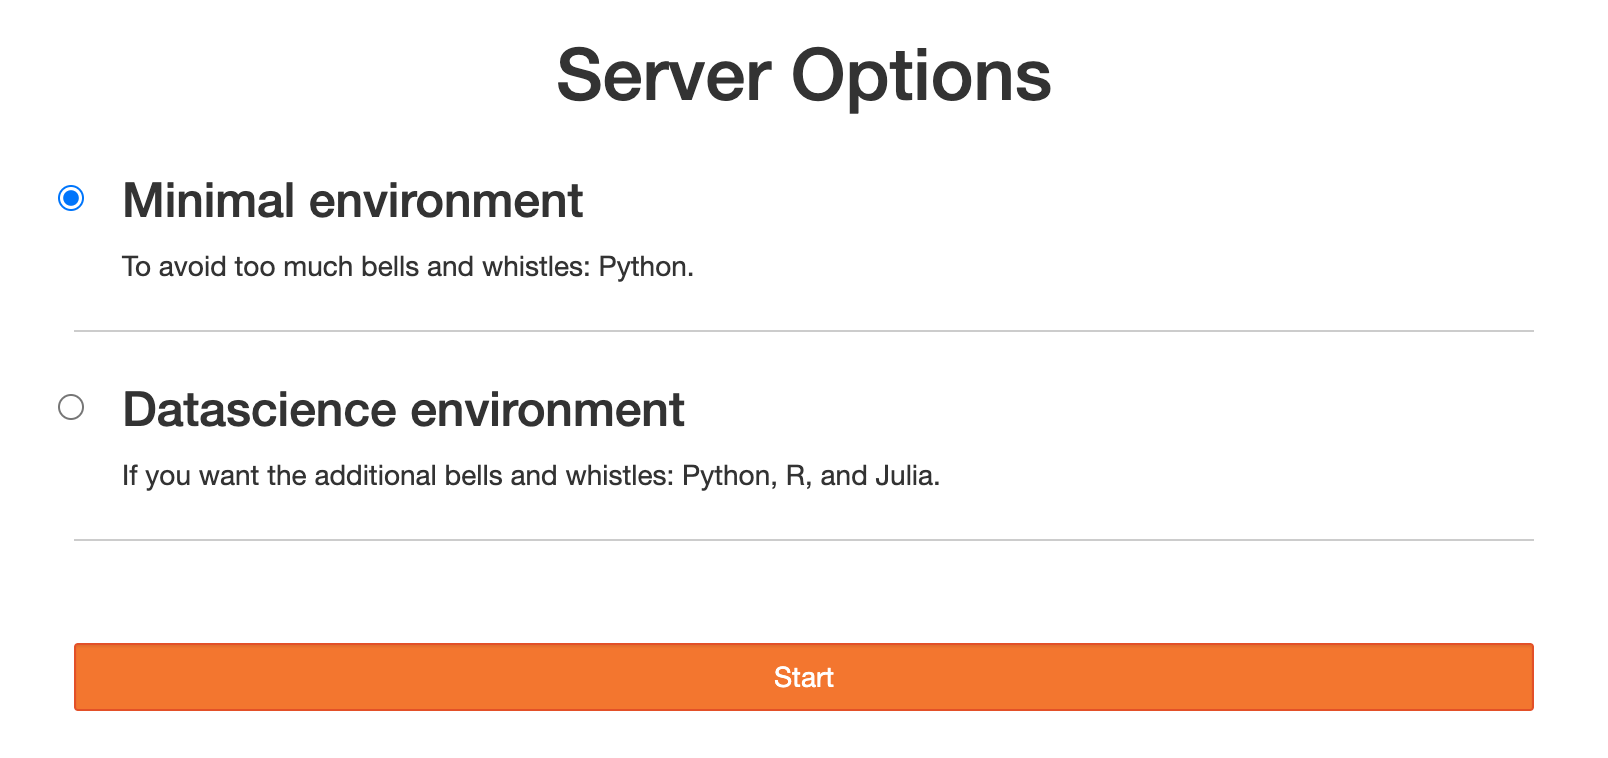 Server Options
Minimal environment
To avoid too much bells and whistles: Python.
Datascience environment
If you want the additional bells and whistles: Python, R, and Julia.
Start